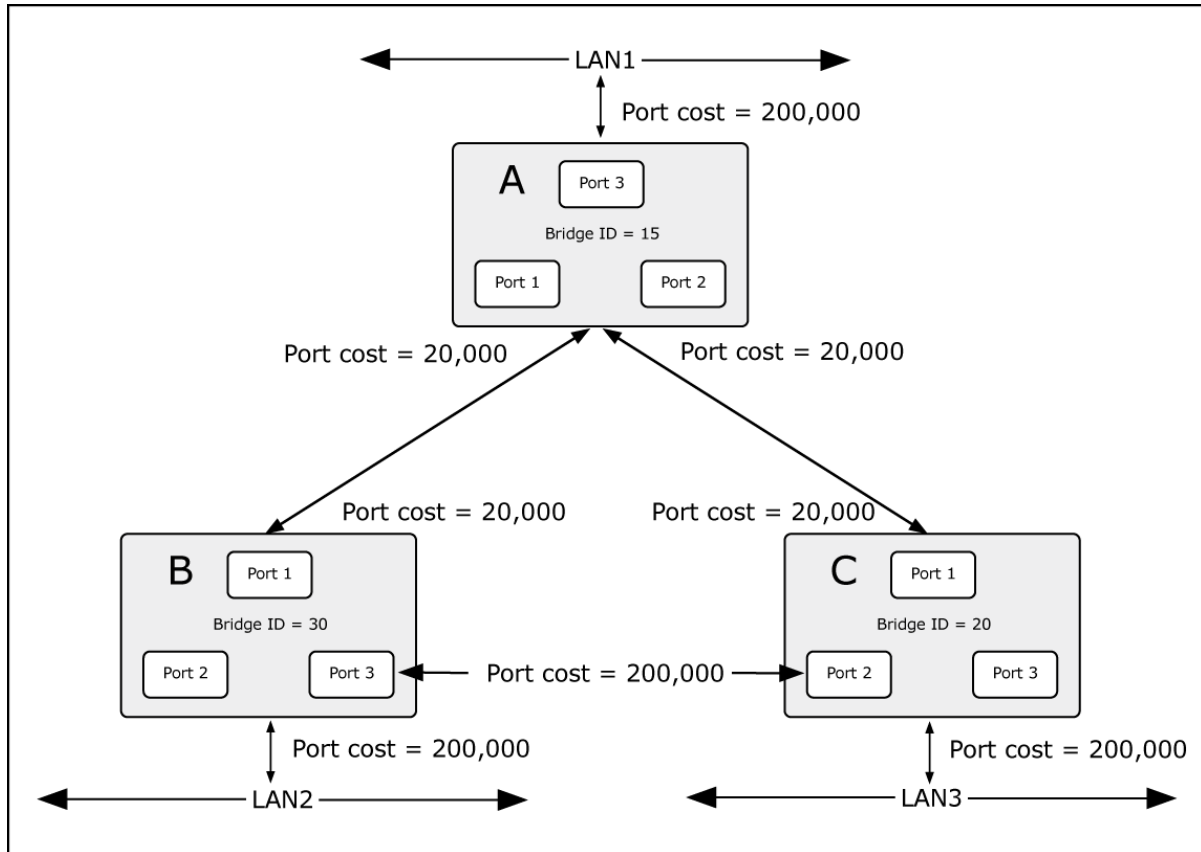 LAN1
Port cost = 200,000
A
Port 3
Bridge ID = 15
Port 1
Port 2
Port cost = 20,000
Port cost = 20,000
Port cost = 20,000
Port cost = 20,000
B
Port 1
Bridge ID = 30
Port 2
Port 3
Port cost = 200,000
C
Port 1
Bridge ID = 20
Port 2
Port 3
Port cost = 200,000
LAN2
Port cost = 200,000
LAN3